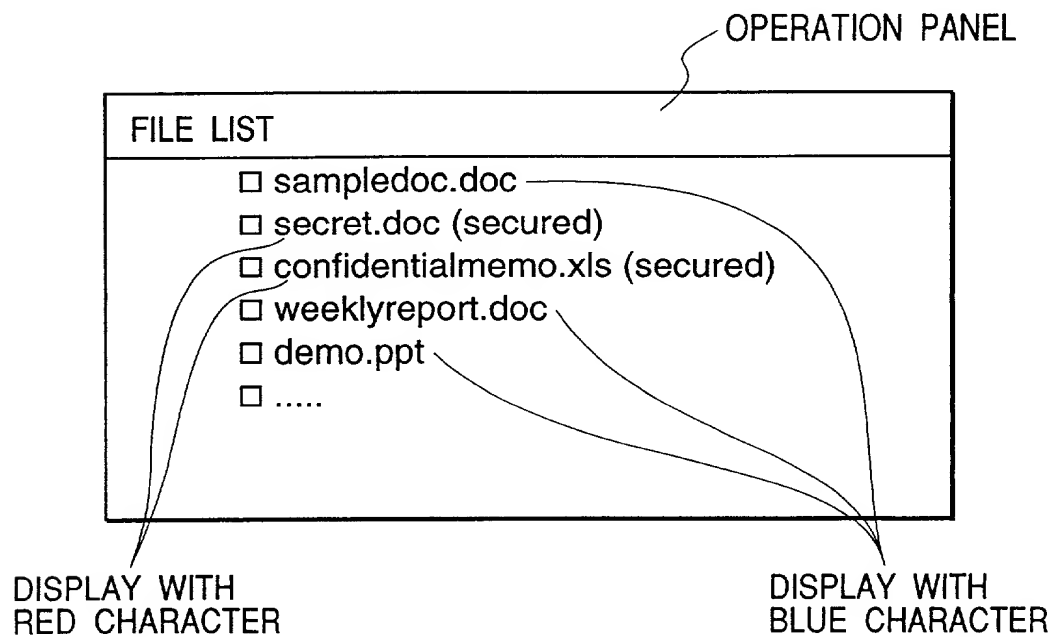 OPERATION PANEL
FILE LIST
□ sampledoc.doc
□ secret.doc (secured)
□ confidentialmemo.xls (secured)
□ weeklyreport.doc
□ demo.ppt
□ .....
DISPLAY WITH
RED CHARACTER
DISPLAY WITH
BLUE CHARACTER